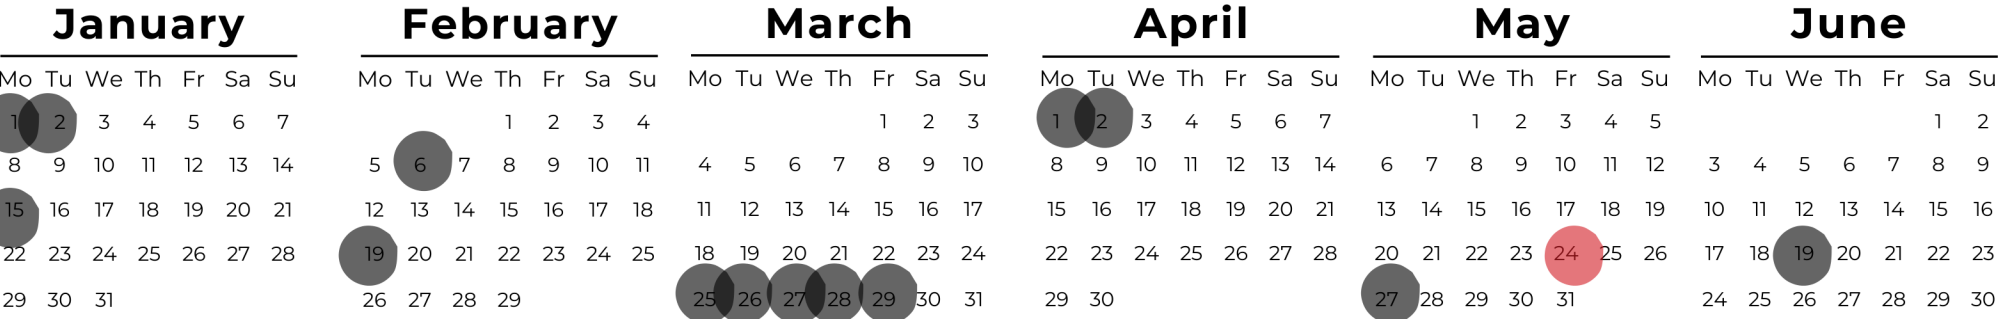 January February March April May June
Mo Tu We Th Fr Sa Su Mo Tu We Th Fr Sa Su Mo Tu We Th Fr Sa Su Mo Tu We Th Fr Sa Su Mo Tu We Th Fr Sa Su Mo Tu We Th Fr Sa Su
1 2 3 4 5 6 7 1 2 3 4 1 2 3 1 2 3 4 5 6 7 1 2 3 4 5 1 2
8 9 10 11 12 13 14 5 6 7 8 9 10 11 4 5 6 7 8 9 10 8 9 10 11 12 13 14 6 7 8 9 10 11 12 3 4 5 6 7 8 9
15 16 17 18 19 20 21 12 13 14 15 16 17 18 11 12 13 14 15 16 17 15 16 17 18 19 20 21 13 14 15 16 17 18 19 10 11 12 13 14 15 16
22 23 24 25 26 27 28 19 20 21 22 23 24 25 18 19 20 21 22 23 24 22 23 24 25 26 27 28 20 21 22 23 24 25 26 17 18 19 20 21 22 23
29 30 31 26 27 28 29 25 26 27 28 29 30 31 29 30 27 28 29 30 31 24 25 26 27 28 29 30